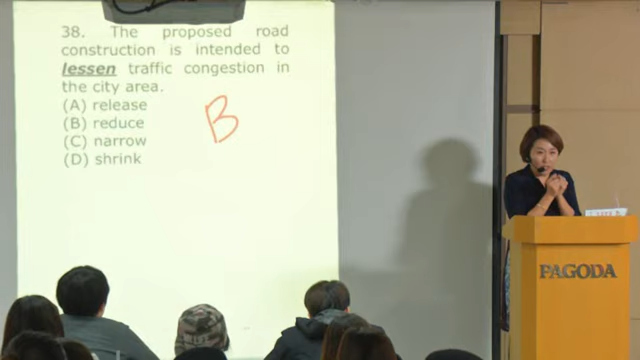 38. The proposed road
construction is intended to
lessen traffic congestion in
the city area.
(A) release
(B) reduce
(C) narrow
(D) shrink
B
PAGODA